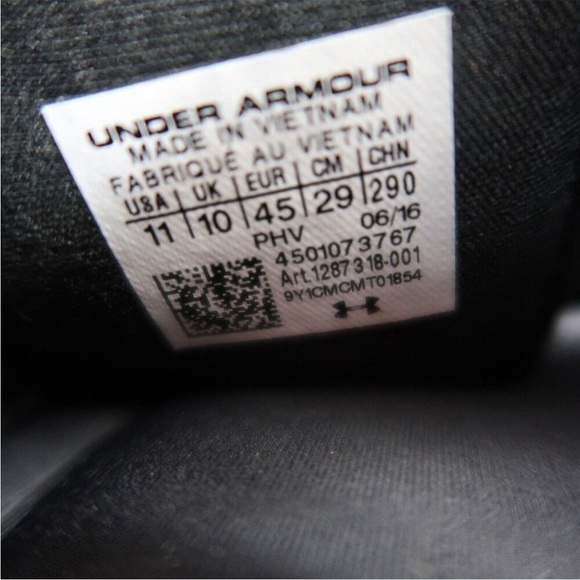 UNDER ARMOUR
MADE IN VIETNAM
FABRIQUE AU VIETNAM
USA UK EUR CM CHN
11 10 45 29 290
PHV 06/16
4501073767
Art.1287318-001
9Y1CMCMT01854